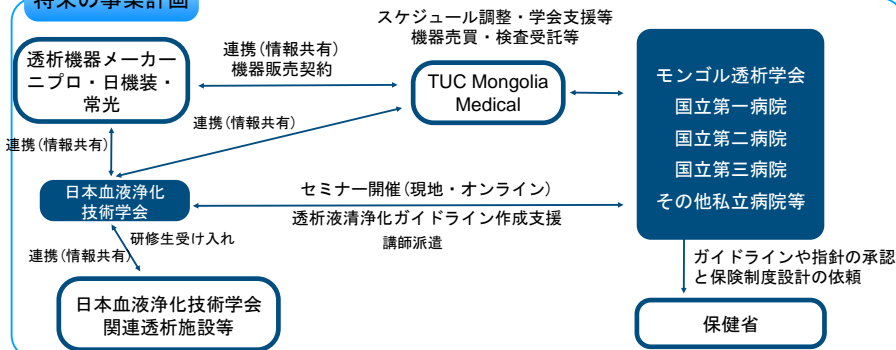 将来の事業計画
スケジュール調整・学会支援等
機器売買・検査受託等
連携(情報共有)
機器販売契約
透析機器メーカー
ニプロ・日機装・
常光
TUC Mongolia
Medical
モンゴル透析学会
国立第一病院
国立第二病院
国立第三病院
その他私立病院等
連携(情報共有)
連携(情報共有)
日本血液浄化
技術学会
セミナー開催(現地・オンライン)
透析液清浄化ガイドライン作成支援
講師派遣
研修生受け入れ
連携(情報共有)
ガイドラインや指針の承認
と保険制度設計の依頼
日本血液浄化技術学会
関連透析施設等
保健省